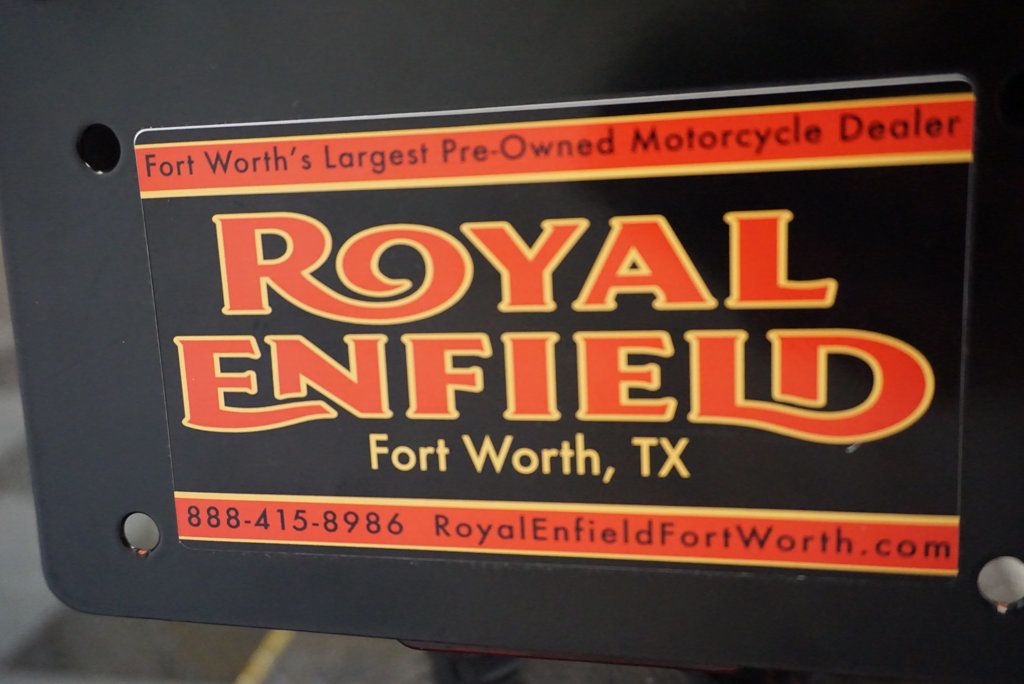 Fort Worth's Largest Pre-Owned Motorcycle Dealer
ROYAL
ENFIELD
Fort Worth, TX
888-415-8986 RoyalEnfieldFortWorth.com